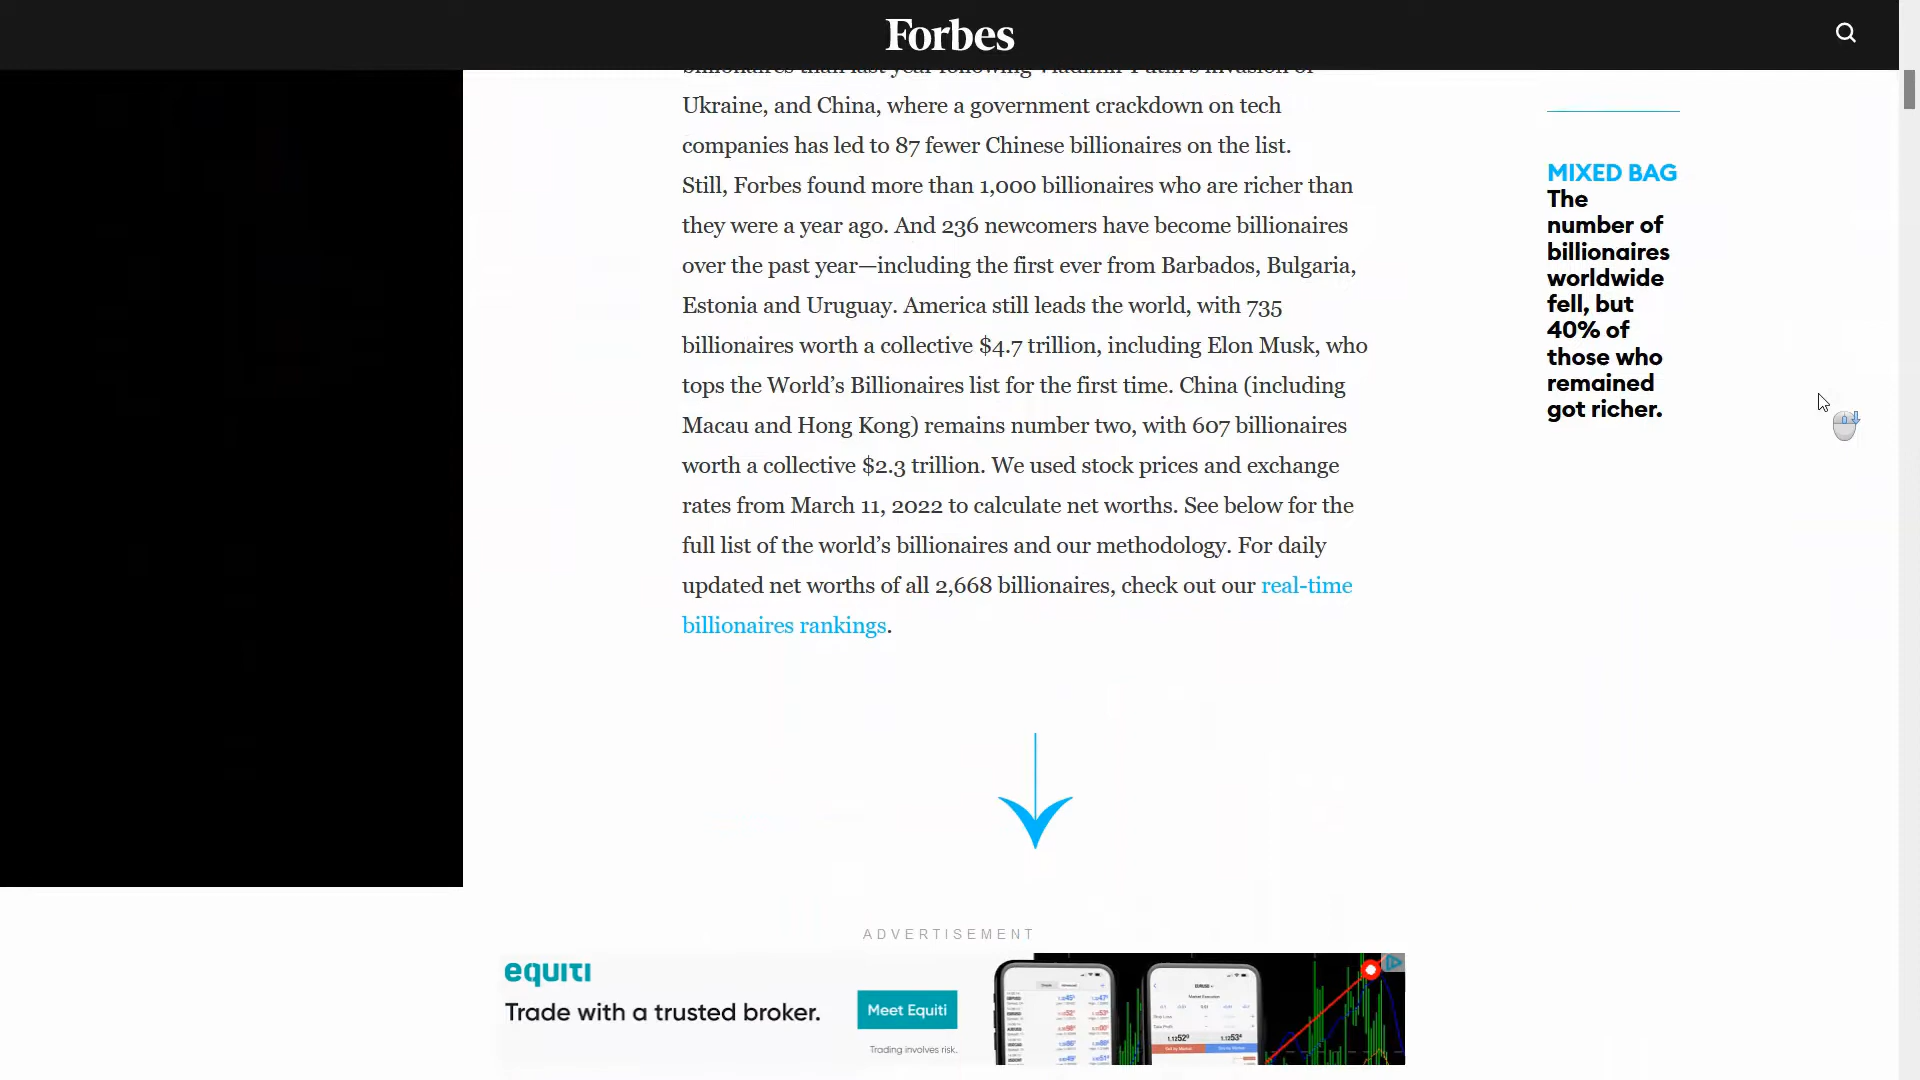 Forbes
billionaires than last year following Vladimir Putin's invasion of
Ukraine, and China, where a government crackdown on tech
companies has led to 87 fewer Chinese billionaires on the list.
Still, Forbes found more than 1,000 billionaires who are richer than
they were a year ago. And 236 newcomers have become billionaires
over the past year—including the first ever from Barbados, Bulgaria,
Estonia and Uruguay. America still leads the world, with 735
billionaires worth a collective $4.7 trillion, including Elon Musk, who
tops the World’s Billionaires list for the first time. China (including
Macau and Hong Kong) remains number two, with 607 billionaires
worth a collective $2.3 trillion. We used stock prices and exchange
rates from March 11, 2022 to calculate net worths. See below for the
full list of the world’s billionaires and our methodology. For daily
updated net worths of all 2,668 billionaires, check out our real-time
billionaires rankings.
MIXED BAG
The
number of
billionaires
worldwide
fell, but
40% of
those who
remained
got richer.
ADVERTISEMENT
equiti
Trade with a trusted broker.
Meet Equiti
Trading involves risk.